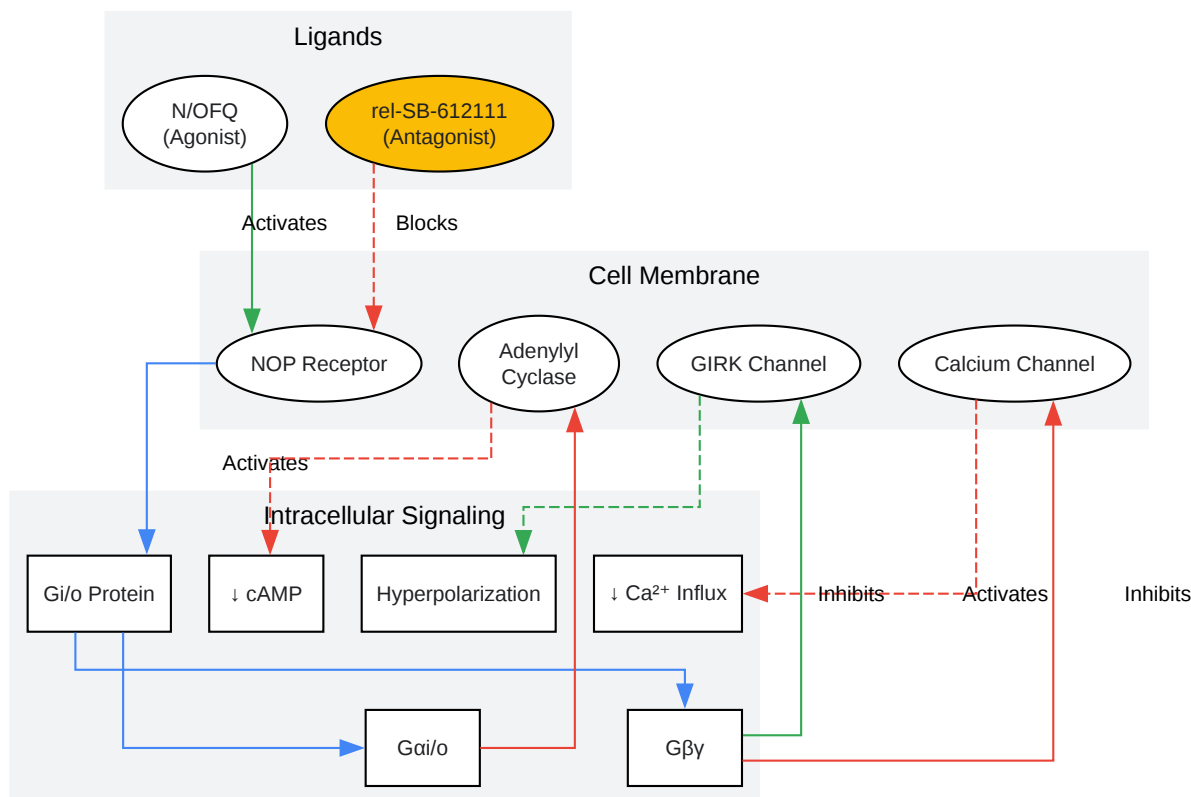 Ligands
N/OFQ
(Agonist)
rel-SB-612111
(Antagonist)
Activates
Blocks
Cell Membrane
NOP Receptor
Adenylyl
Cyclase
GIRK Channel
Calcium Channel
Activates
Intracellular Signaling
Gi/o Protein
↓ cAMP
Hyperpolarization
↓ Ca²⁺ Influx
Inhibits
Activates
Inhibits
Gαi/o
Gβγ